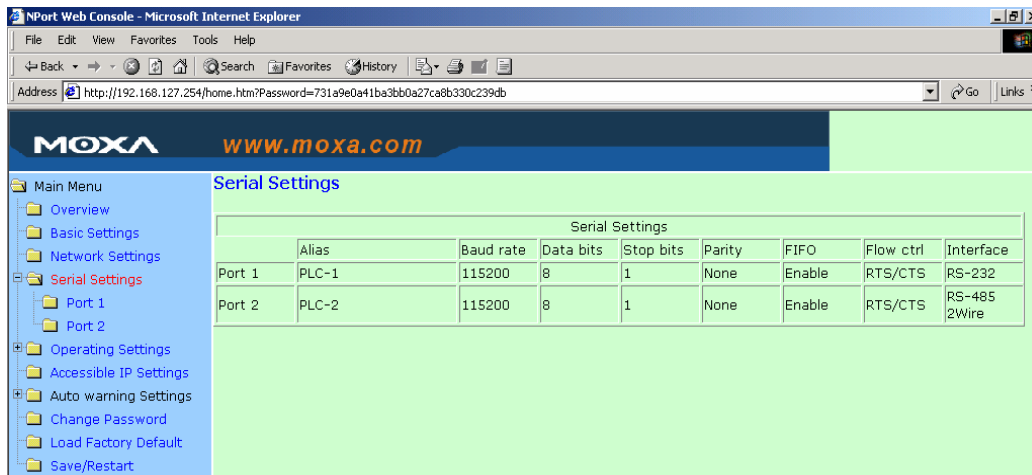 NPort Web Console - Microsoft Internet Explorer
File Edit View Favorites Tools Help
Back Search Favorites History
Address http://192.168.127.254/home.htm?Password=731a9e0a41ba3bb0a27ca8b330c239db Go Links
MOXA www.moxa.com
Main Menu
Overview
Basic Settings
Network Settings
Serial Settings
Port 1
Port 2
Operating Settings
Accessible IP Settings
Auto warning Settings
Change Password
Load Factory Default
Save/Restart
Serial Settings
Serial Settings
Alias Baud rate Data bits Stop bits Parity FIFO Flow ctrl Interface
Port 1 PLC-1 115200 8 1 None Enable RTS/CTS RS-232
Port 2 PLC-2 115200 8 1 None Enable RTS/CTS RS-485 2Wire